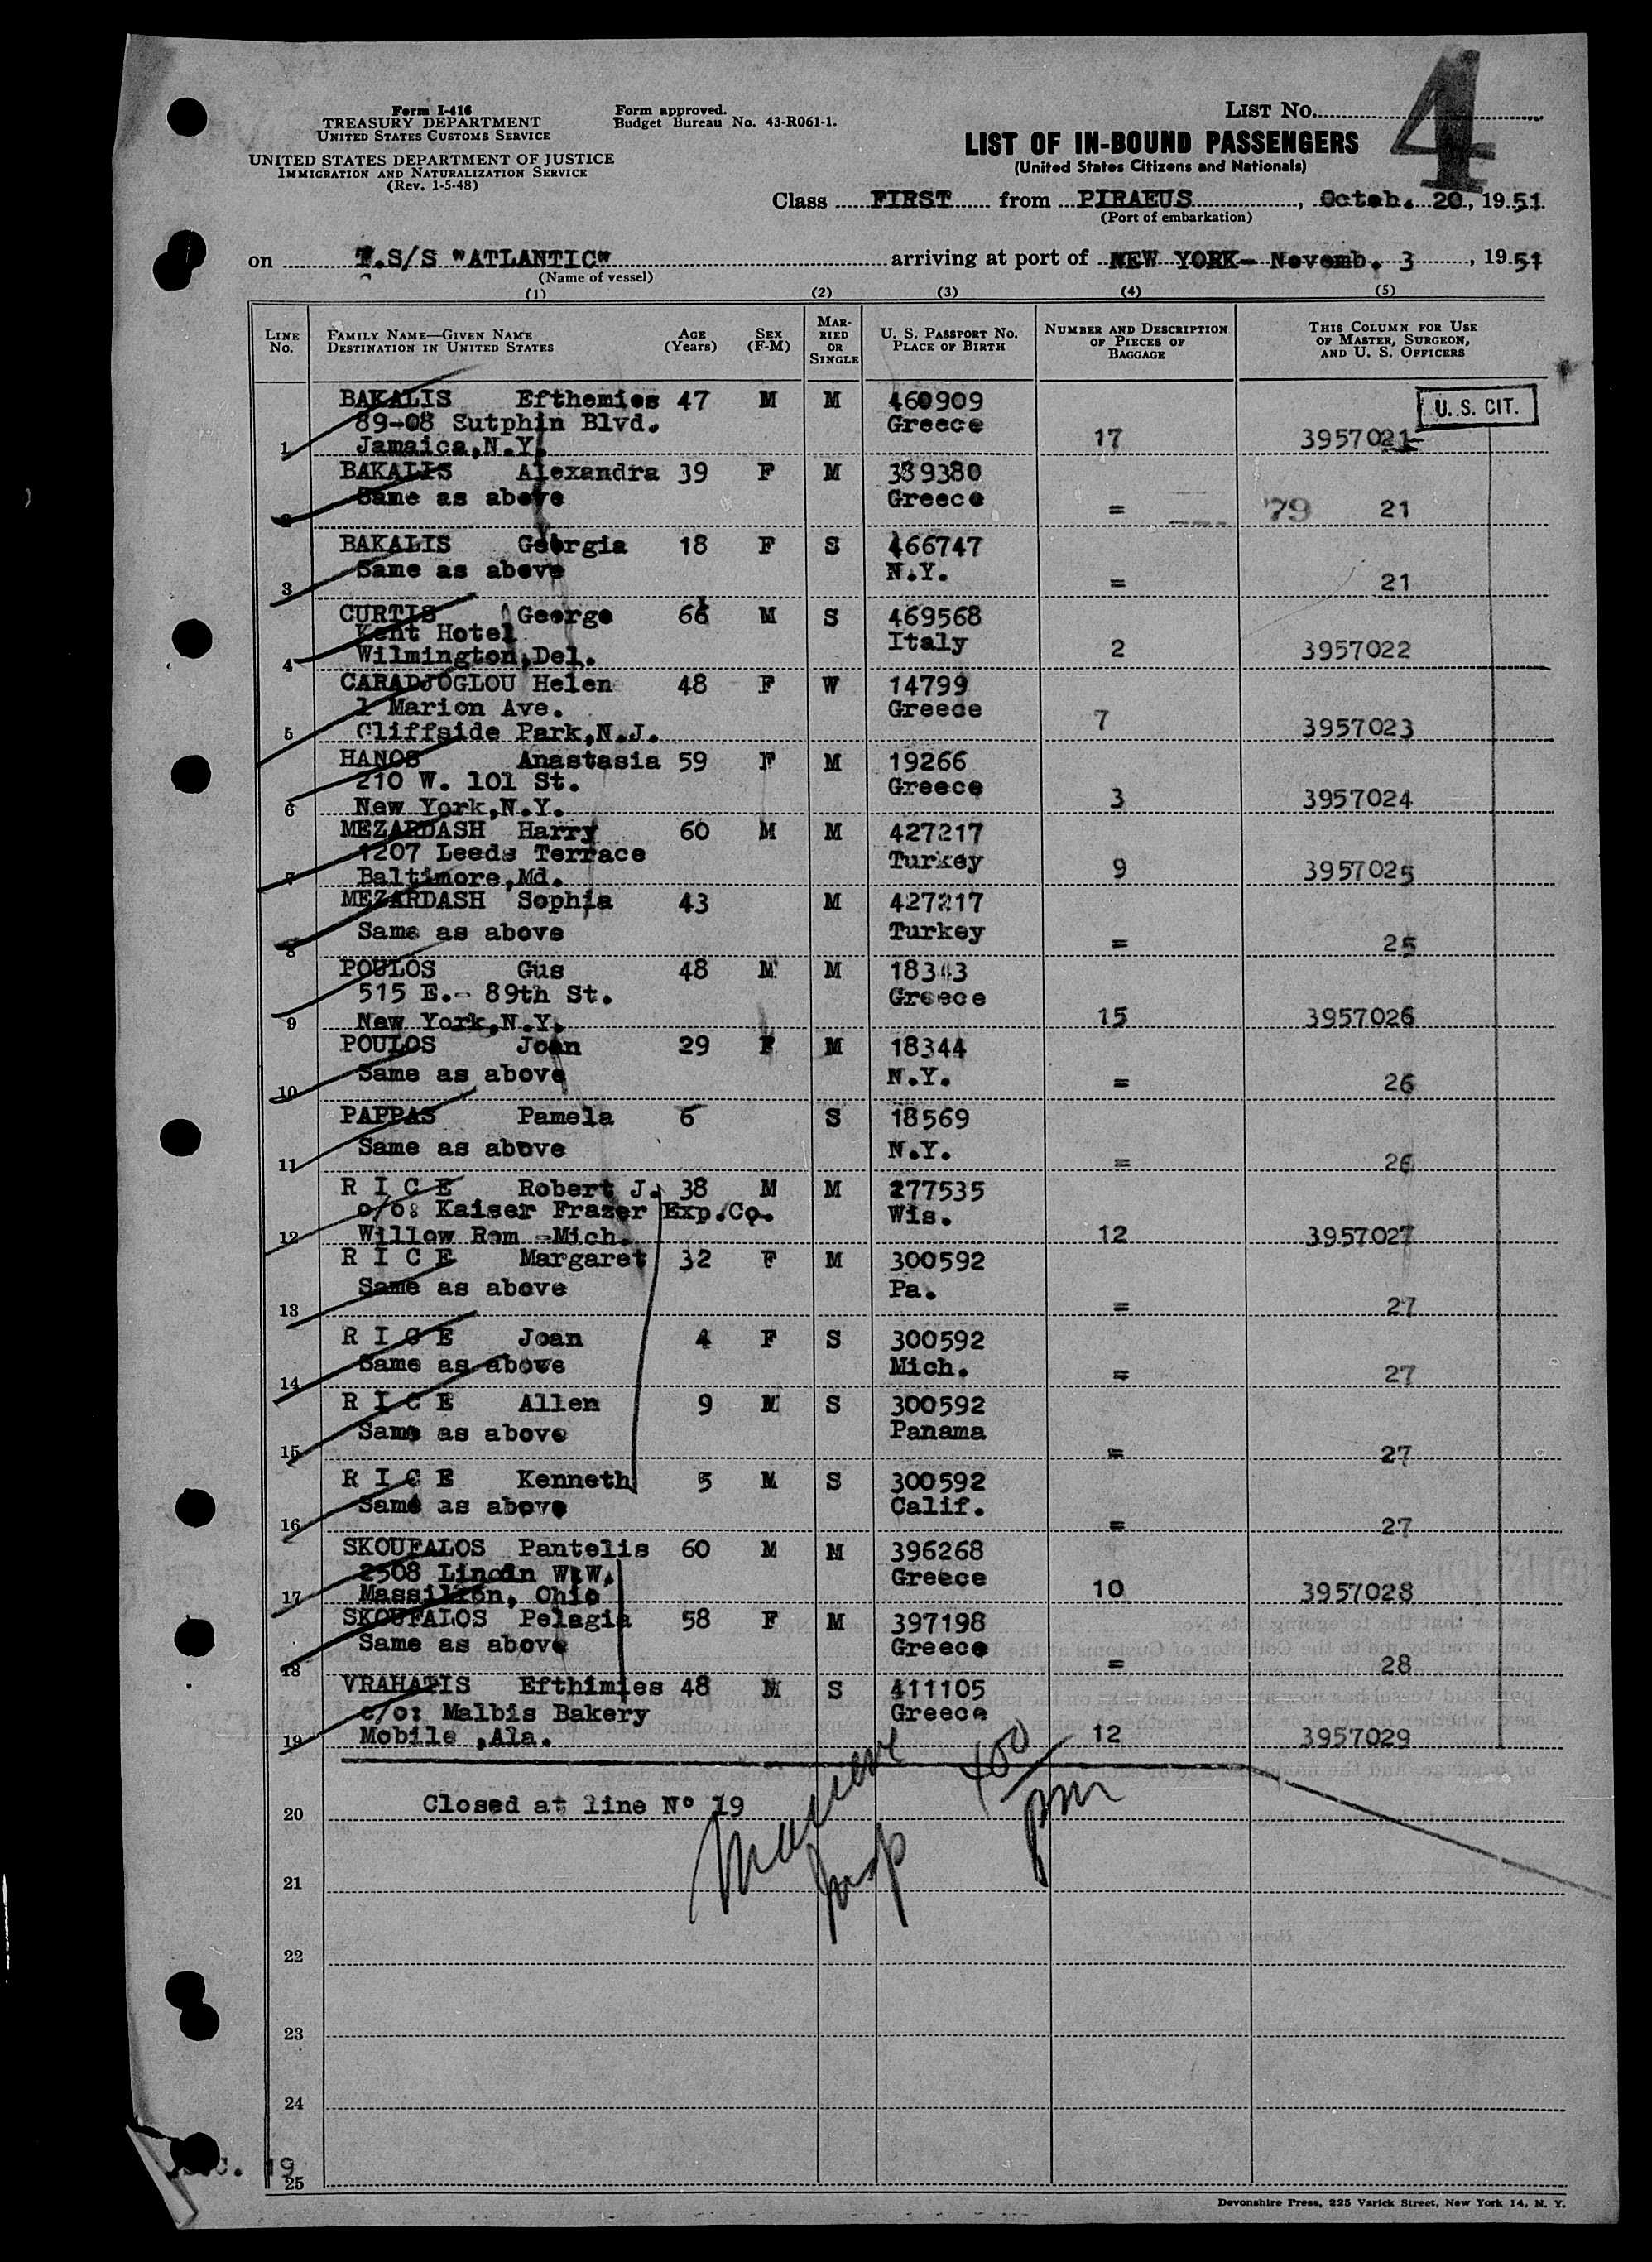 Form I-416
TREASURY DEPARTMENT
UNITED STATES CUSTOMS SERVICE
UNITED STATES DEPARTMENT OF JUSTICE
IMMIGRATION AND NATURALIZATION SERVICE
(Rev. 1-5-48)
Form approved.
Budget Bureau No. 43-R061-1.
LIST No. 4
LIST OF IN-BOUND PASSENGERS
(United States Citizens and Nationals)
Class FIRST from PIRAEUS, Octob. 20, 1951
(Port of embarkation)
on T.S/S "ATLANTIC" arriving at port of NEW YORK- Novemb. 3, 1951
(Name of vessel)
(1) (2) (3) (4) (5)
LINE No. FAMILY NAME—GIVEN NAME DESTINATION IN UNITED STATES AGE (Years) SEX (F-M) MARRIED OR SINGLE U. S. PASSPORT NO. PLACE OF BIRTH NUMBER AND DESCRIPTION OF PIECES OF BAGGAGE THIS COLUMN FOR USE OF MASTER, SURGEON, AND U. S. OFFICERS
U. S. CIT.
BAKALIS Efthemios 47 M M 460909
89-08 Sutphin Blvd. Greece
1 Jamaica,N.Y. 17 3957021
BAKALIS Alexandra 39 F M 389380
Same as above Greece
2 = 79 21
BAKALIS Georgia 18 F S 466747
Same as above N.Y.
3 = 21
CURTIS George 66 M S 469568
Kent Hotel Italy
4 Wilmington,Del. 2 3957022
CARADJOGLOU Helen 48 F W 14799
1 Marion Ave. Greece
5 Cliffside Park,N.J. 7 3957023
HANOS Anastasia 59 F M 19266
210 W. 101 St. Greece
6 New York,N.Y. 3 3957024
MEZARDASH Harry 60 M M 427217
1207 Leeds Terrace Turkey
7 Baltimore,Md. 9 3957025
MEZARDASH Sophia 43 M 427217
Same as above Turkey
8 = 25
POULOS Gus 48 M M 18343
515 E.- 89th St. Greece
9 New York,N.Y. 15 3957026
POULOS Joan 29 F M 18344
Same as above N.Y.
10 = 26
PAPPAS Pamela 6 S 18569
Same as above N.Y.
11 = 26
R I C E Robert J. 38 M M 277535
c/o: Kaiser Frazer Exp.Co. Wis.
12 Willow Rom -Mich. 12 3957027
R I C E Margaret 32 F M 300592
Same as above Pa.
13 = 27
R I C E Joan 4 F S 300592
Same as above Mich.
14 = 27
R I C E Allen 9 M S 300592
Same as above Panama
15 = 27
R I C E Kenneth 5 M S 300592
Same as above Calif.
16 = 27
SKOUFALOS Pantelis 60 M M 396268
2508 Lincoln W.W. Greece
17 Massillon, Ohio 10 3957028
SKOUFALOS Pelagia 58 F M 397198
Same as above Greece
18 = 28
VRAHATIS Efthimios 48 M S 411105
c/o: Malbis Bakery Greece
19 Mobile ,Ala. 12 3957029
400 pm
20 Closed at line Nº 19
Insp
21
22
23
24
19
25
Devonshire Press, 225 Varick Street, New York 14, N. Y.